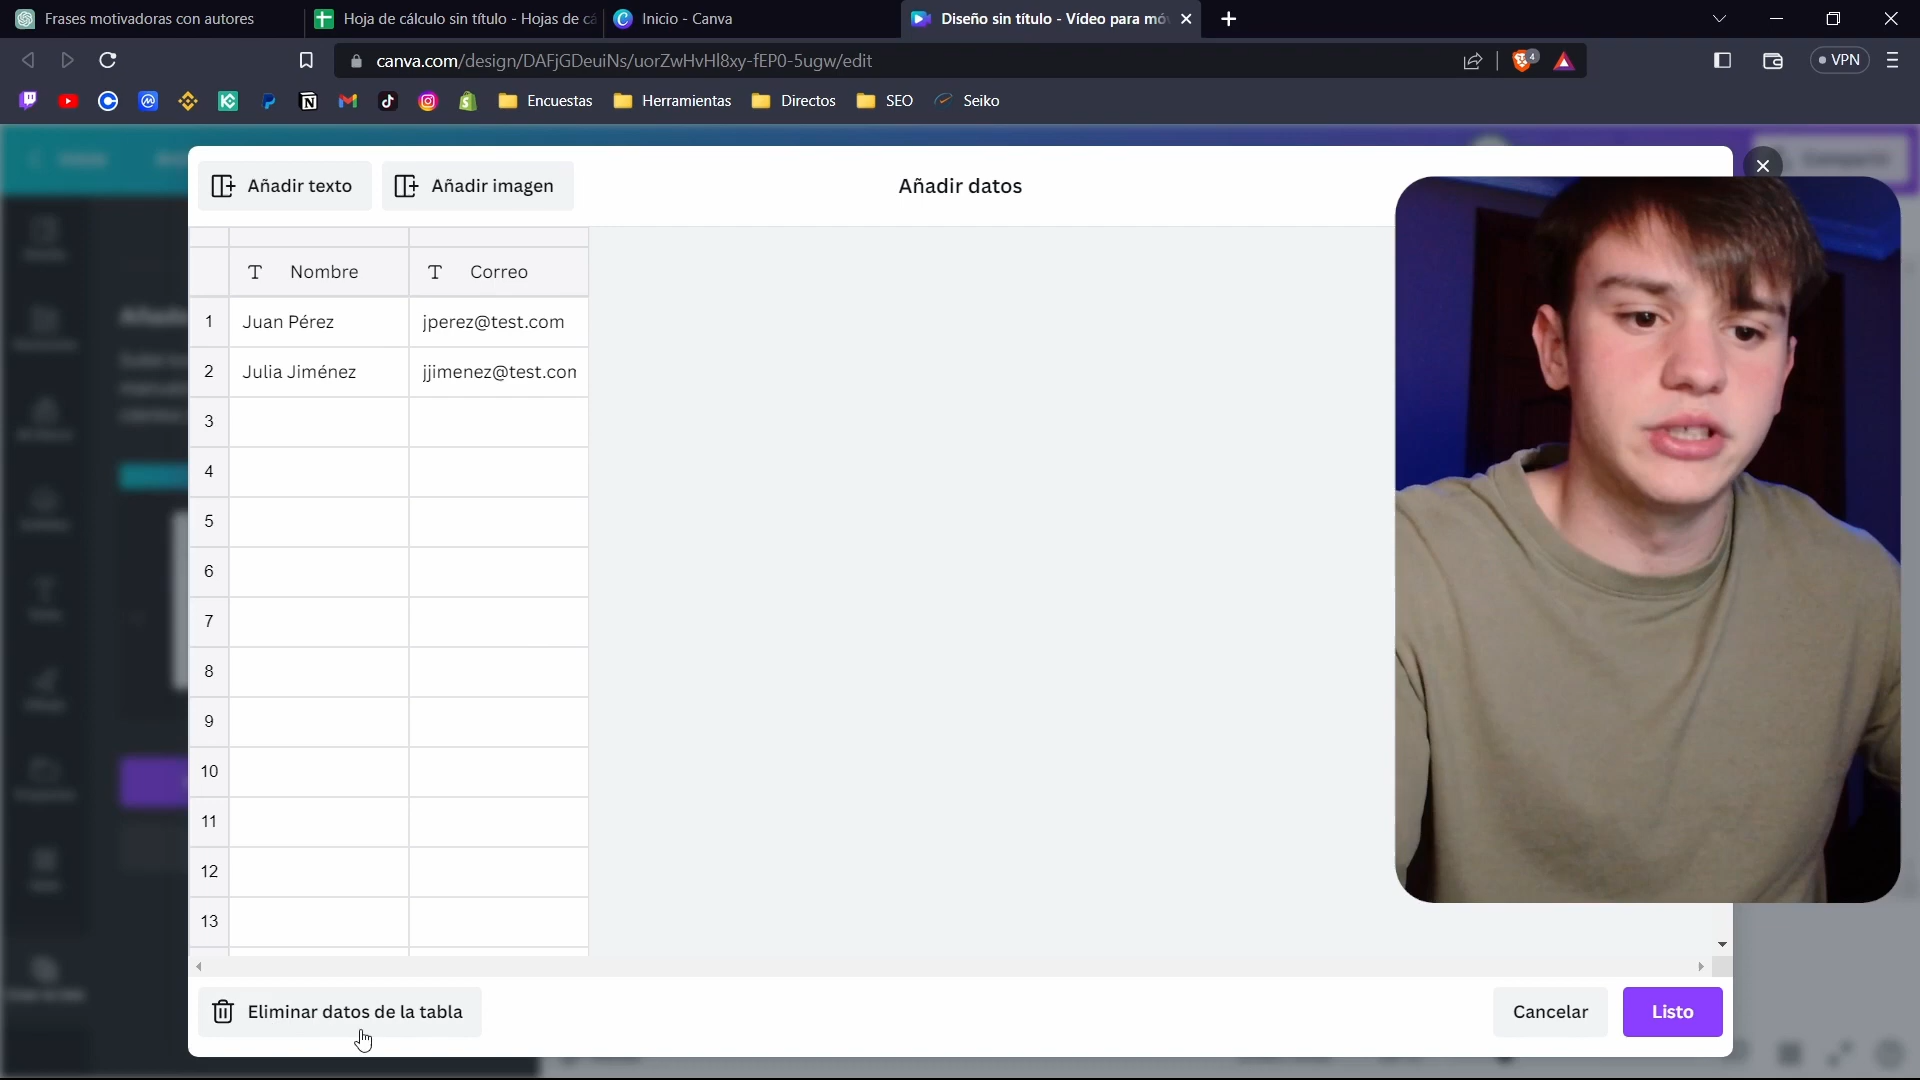 Frases motivadoras con autores
Hoja de cálculo sin título - Hojas de cá
Inicio - Canva
Diseño sin título - Vídeo para móv
canva.com/design/DAFjGDeuiNs/uorZwHvHl8xy-fEP0-5ugw/edit
4
VPN
Encuestas
Herramientas
Directos
SEO
Seiko
Añadir texto
Añadir imagen
Añadir datos
T Nombre
T Correo
1 Juan Pérez jperez@test.com
2 Julia Jiménez jjimenez@test.con
3
4
5
6
7
8
9
10
11
12
13
Eliminar datos de la tabla
Cancelar
Listo